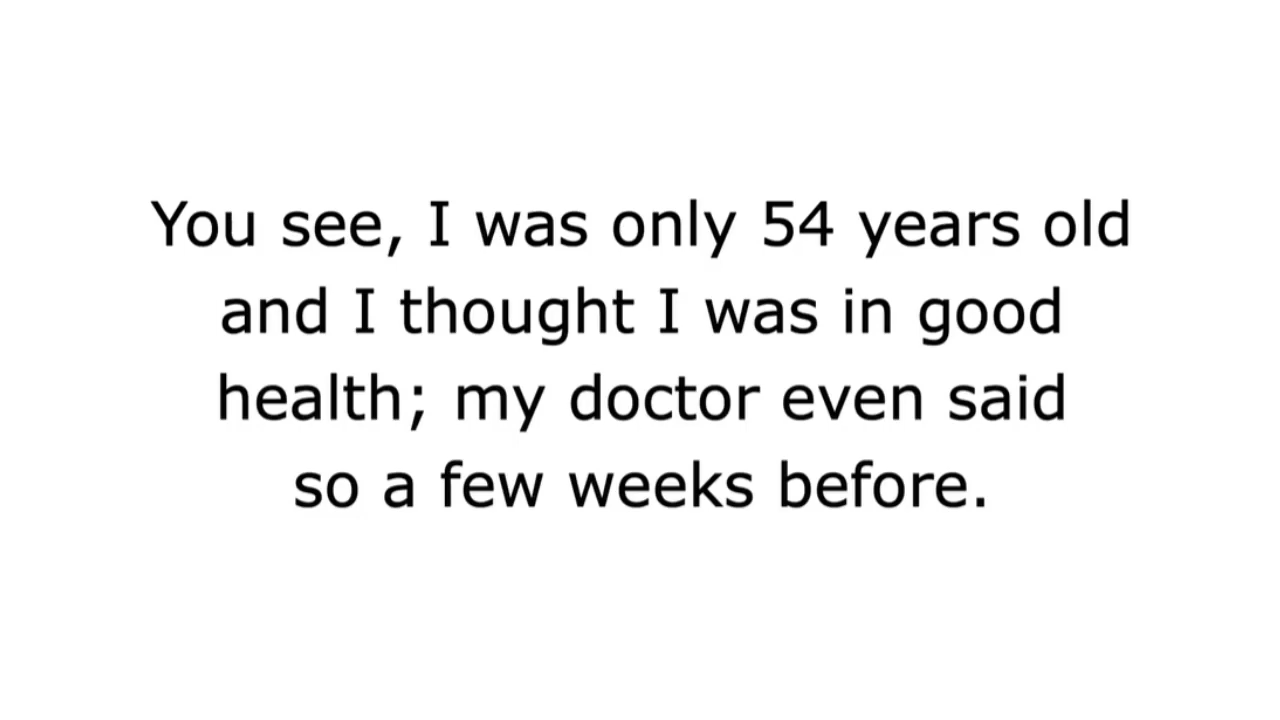 You see, I was only 54 years old
and I thought I was in good
health; my doctor even said
so a few weeks before.